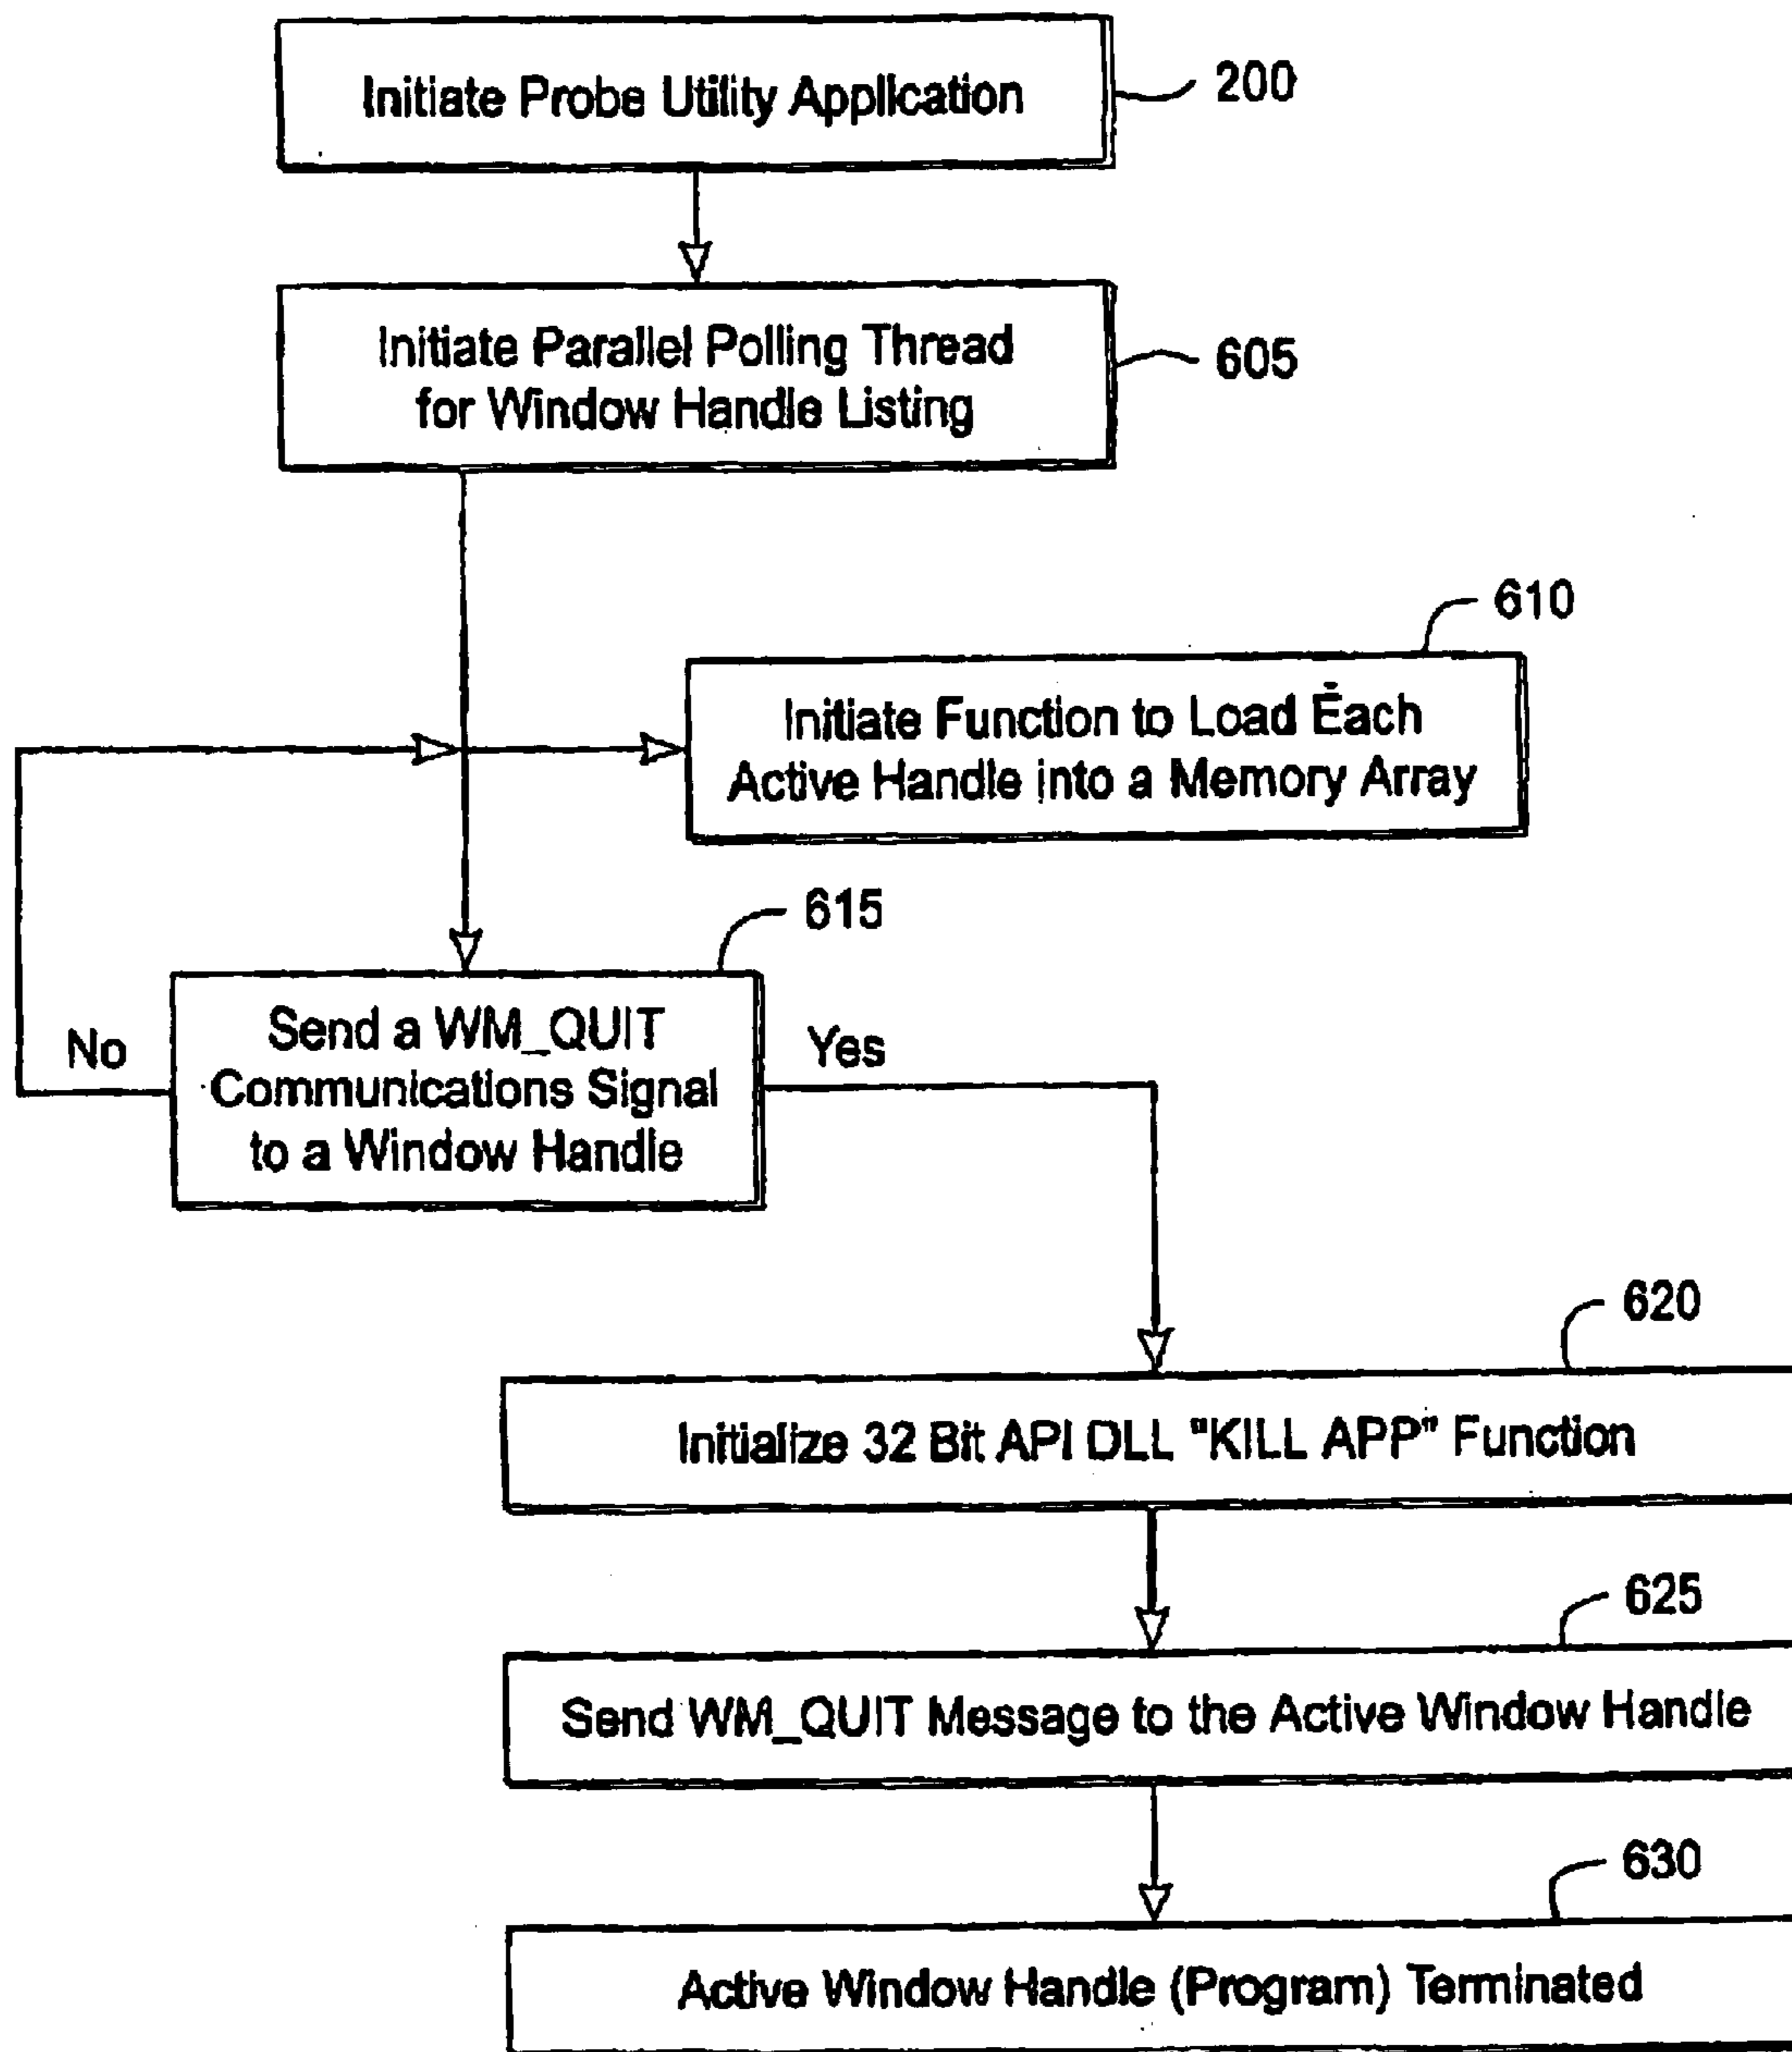 Initiate Probe Utility Application
200
Initiate Parallel Polling Thread
for Window Handle Listing
605
610
Initiate Function to Load Each
Active Handle into a Memory Array
615
No
Send a WM_QUIT
Communications Signal
to a Window Handle
Yes
620
Initialize 32 Bit API DLL "KILL APP" Function
625
Send WM_QUIT Message to the Active Window Handle
630
Active Window Handle (Program) Terminated